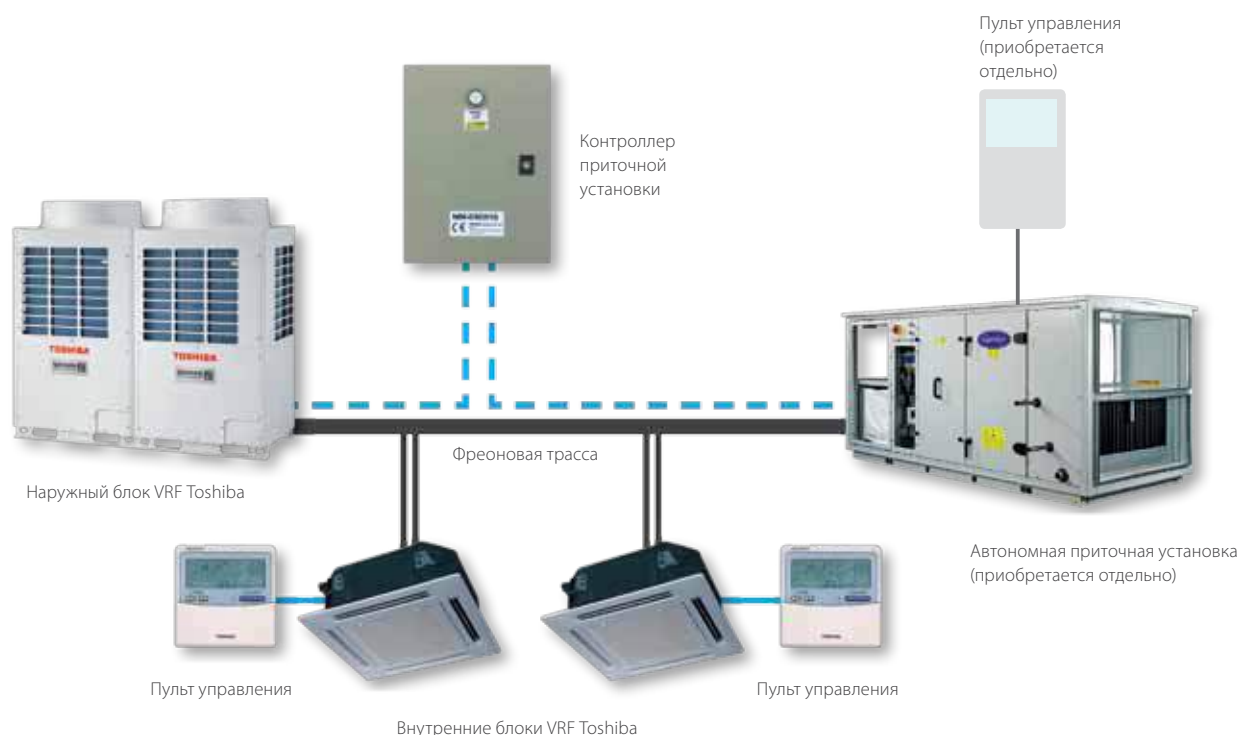 Пульт управления
(приобретается
отдельно)
Контроллер
приточной
установки
TOSHIBA
TOSHIBA
Фреоновая трасса
Наружный блок VRF Toshiba
Автономная приточная установка
(приобретается отдельно)
Пульт управления
Пульт управления
Внутренние блоки VRF Toshiba